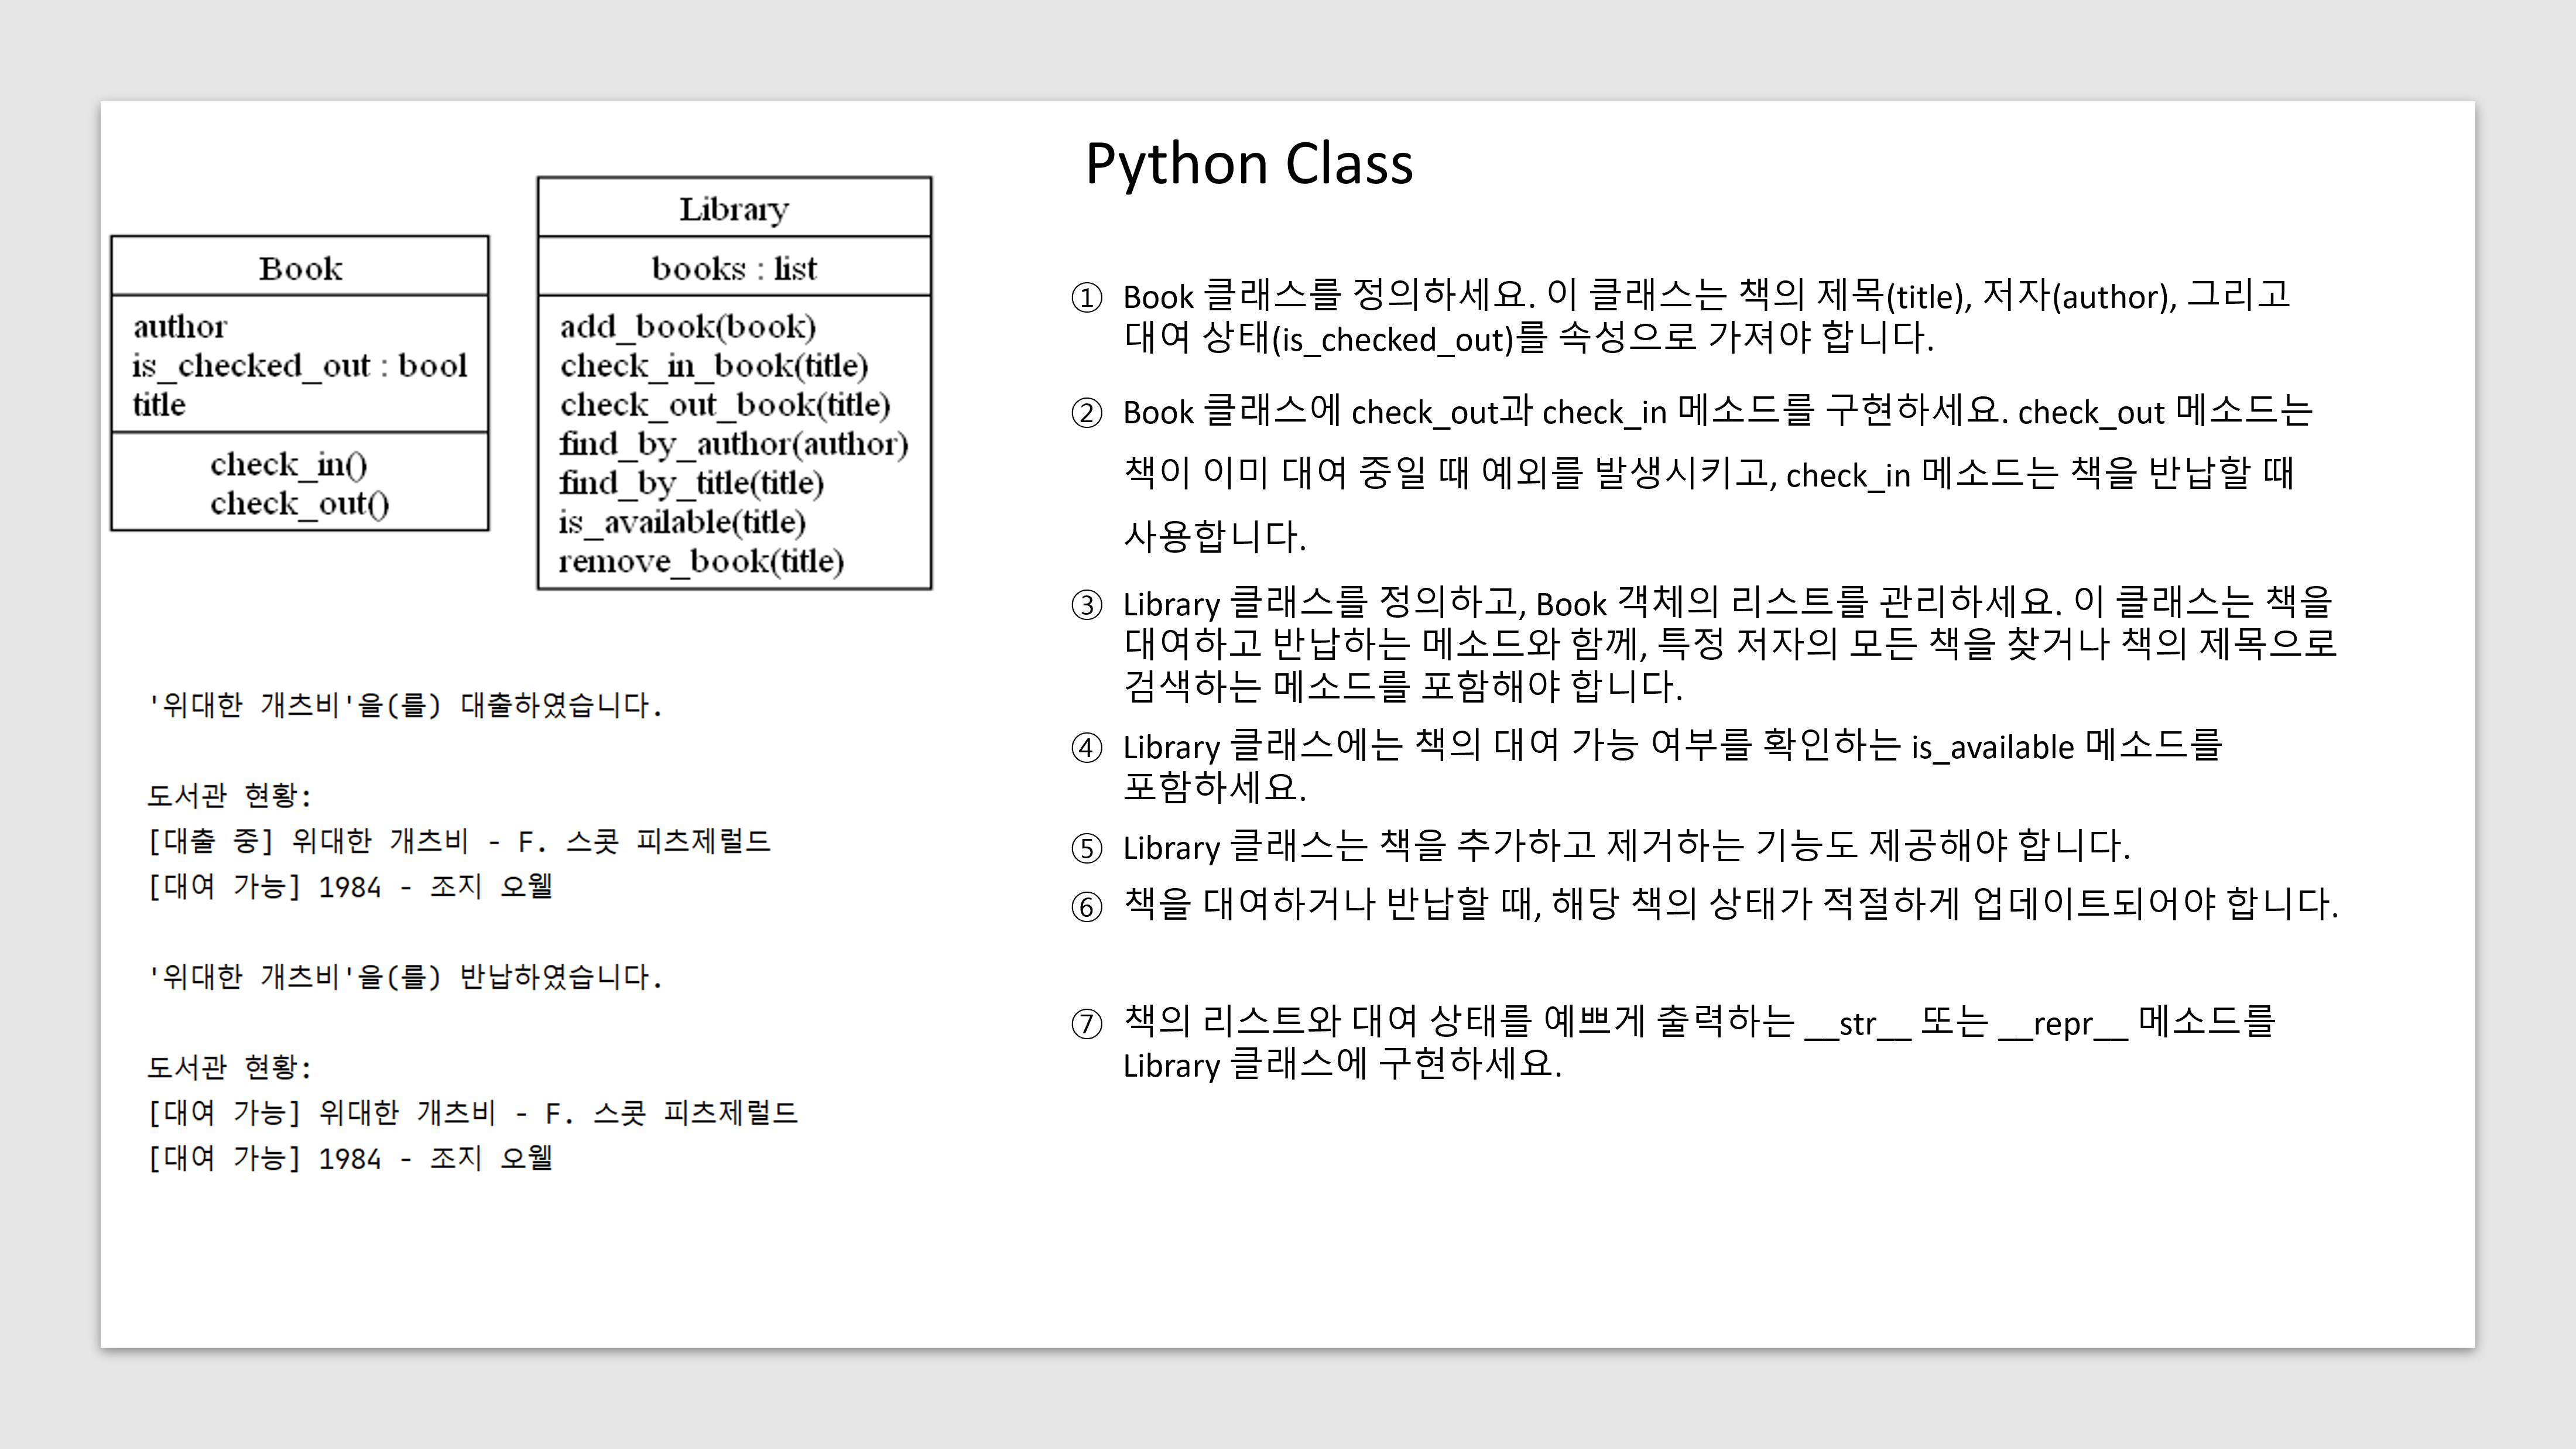 Python Class
Book
author
is_checked_out : bool
title
check_in()
check_out()
Library
books : list
add_book(book)
check_in_book(title)
check_out_book(title)
find_by_author(author)
find_by_title(title)
is_available(title)
remove_book(title)
'위대한 개츠비'을(를) 대출하였습니다.
도서관 현황:
[대출 중] 위대한 개츠비 - F. 스콧 피츠제럴드
[대여 가능] 1984 - 조지 오웰
'위대한 개츠비'을(를) 반납하였습니다.
도서관 현황:
[대여 가능] 위대한 개츠비 - F. 스콧 피츠제럴드
[대여 가능] 1984 - 조지 오웰
① Book 클래스를 정의하세요. 이 클래스는 책의 제목(title), 저자(author), 그리고
대여 상태(is_checked_out)를 속성으로 가져야 합니다.
② Book 클래스에 check_out과 check_in 메소드를 구현하세요. check_out 메소드는
책이 이미 대여 중일 때 예외를 발생시키고, check_in 메소드는 책을 반납할 때
사용합니다.
③ Library 클래스를 정의하고, Book 객체의 리스트를 관리하세요. 이 클래스는 책을
대여하고 반납하는 메소드와 함께, 특정 저자의 모든 책을 찾거나 책의 제목으로
검색하는 메소드를 포함해야 합니다.
④ Library 클래스에는 책의 대여 가능 여부를 확인하는 is_available 메소드를
포함하세요.
⑤ Library 클래스는 책을 추가하고 제거하는 기능도 제공해야 합니다.
⑥ 책을 대여하거나 반납할 때, 해당 책의 상태가 적절하게 업데이트되어야 합니다.
⑦ 책의 리스트와 대여 상태를 예쁘게 출력하는 __str__ 또는 __repr__ 메소드를
Library 클래스에 구현하세요.